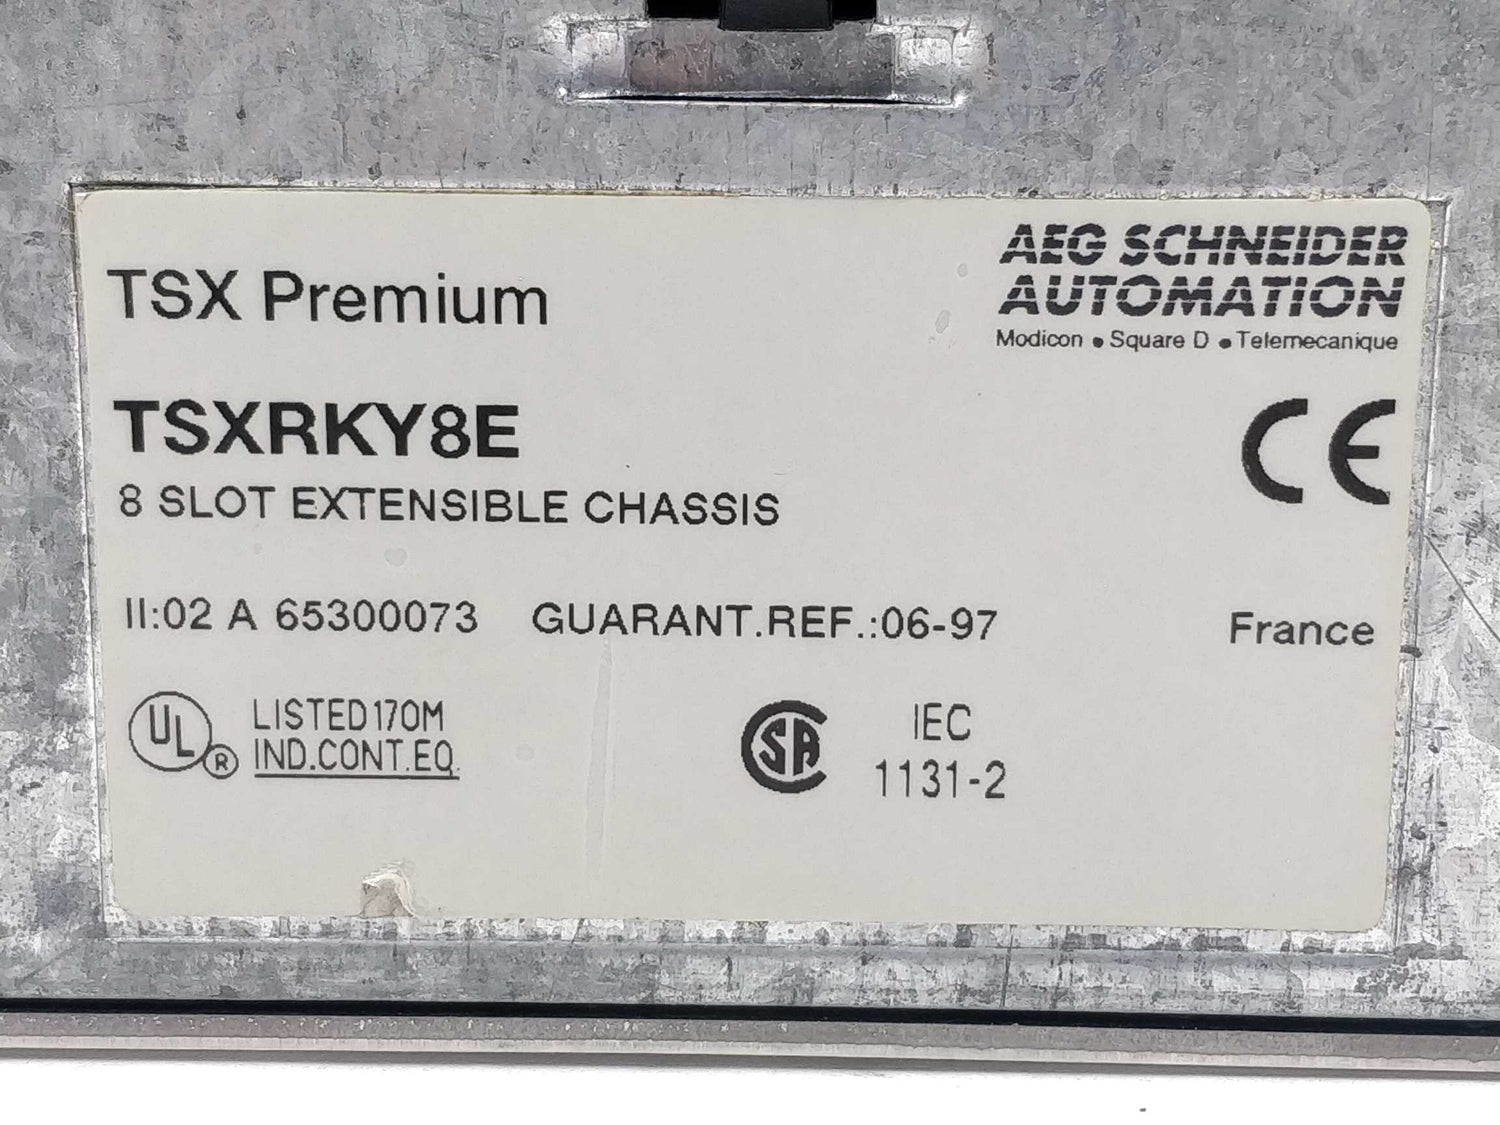 TSX Premium
AEG SCHNEIDER
AUTOMATION
Modicon • Square D • Telemecanique
TSXRKY8E
CE
8 SLOT EXTENSIBLE CHASSIS
II:02 A 65300073 GUARANT.REF.:06-97
France
UL ® LISTED 170M
IND.CONT.EQ.
SA
IEC
1131-2